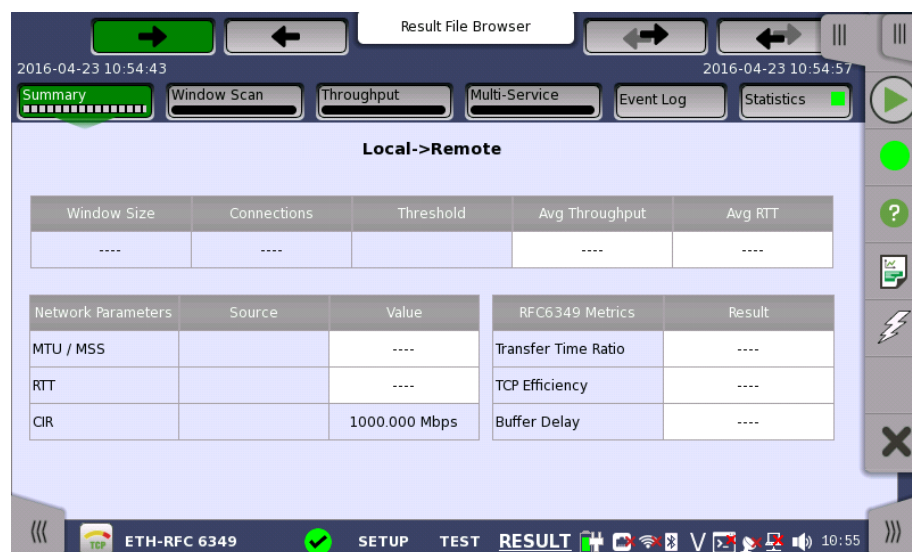 Result File Browser
2016-04-23 10:54:43
2016-04-23 10:54:57
Summary
Window Scan
Throughput
Multi-Service
Event Log
Statistics
Local->Remote
Window Size Connections Threshold Avg Throughput Avg RTT
---- ---- ---- ----
Network Parameters Source Value
MTU / MSS ----
RTT ----
CIR 1000.000 Mbps
RFC6349 Metrics Result
Transfer Time Ratio ----
TCP Efficiency ----
Buffer Delay ----
?
TCP
ETH-RFC 6349 SETUP TEST RESULT V 10:55